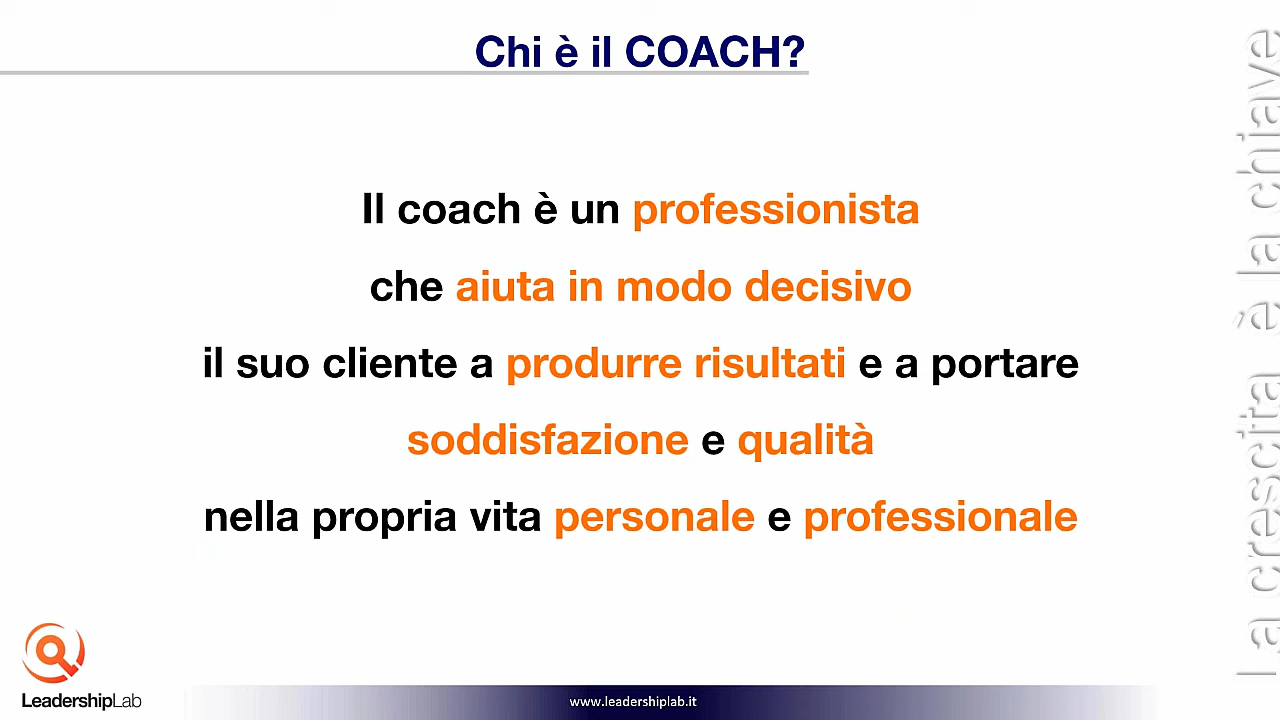 Chi è il COACH?
Il coach è un professionista
che aiuta in modo decisivo
il suo cliente a produrre risultati e a portare
soddisfazione e qualità
nella propria vita personale e professionale
La crescita è la chiave
LeadershipLab
www.leadershiplab.it